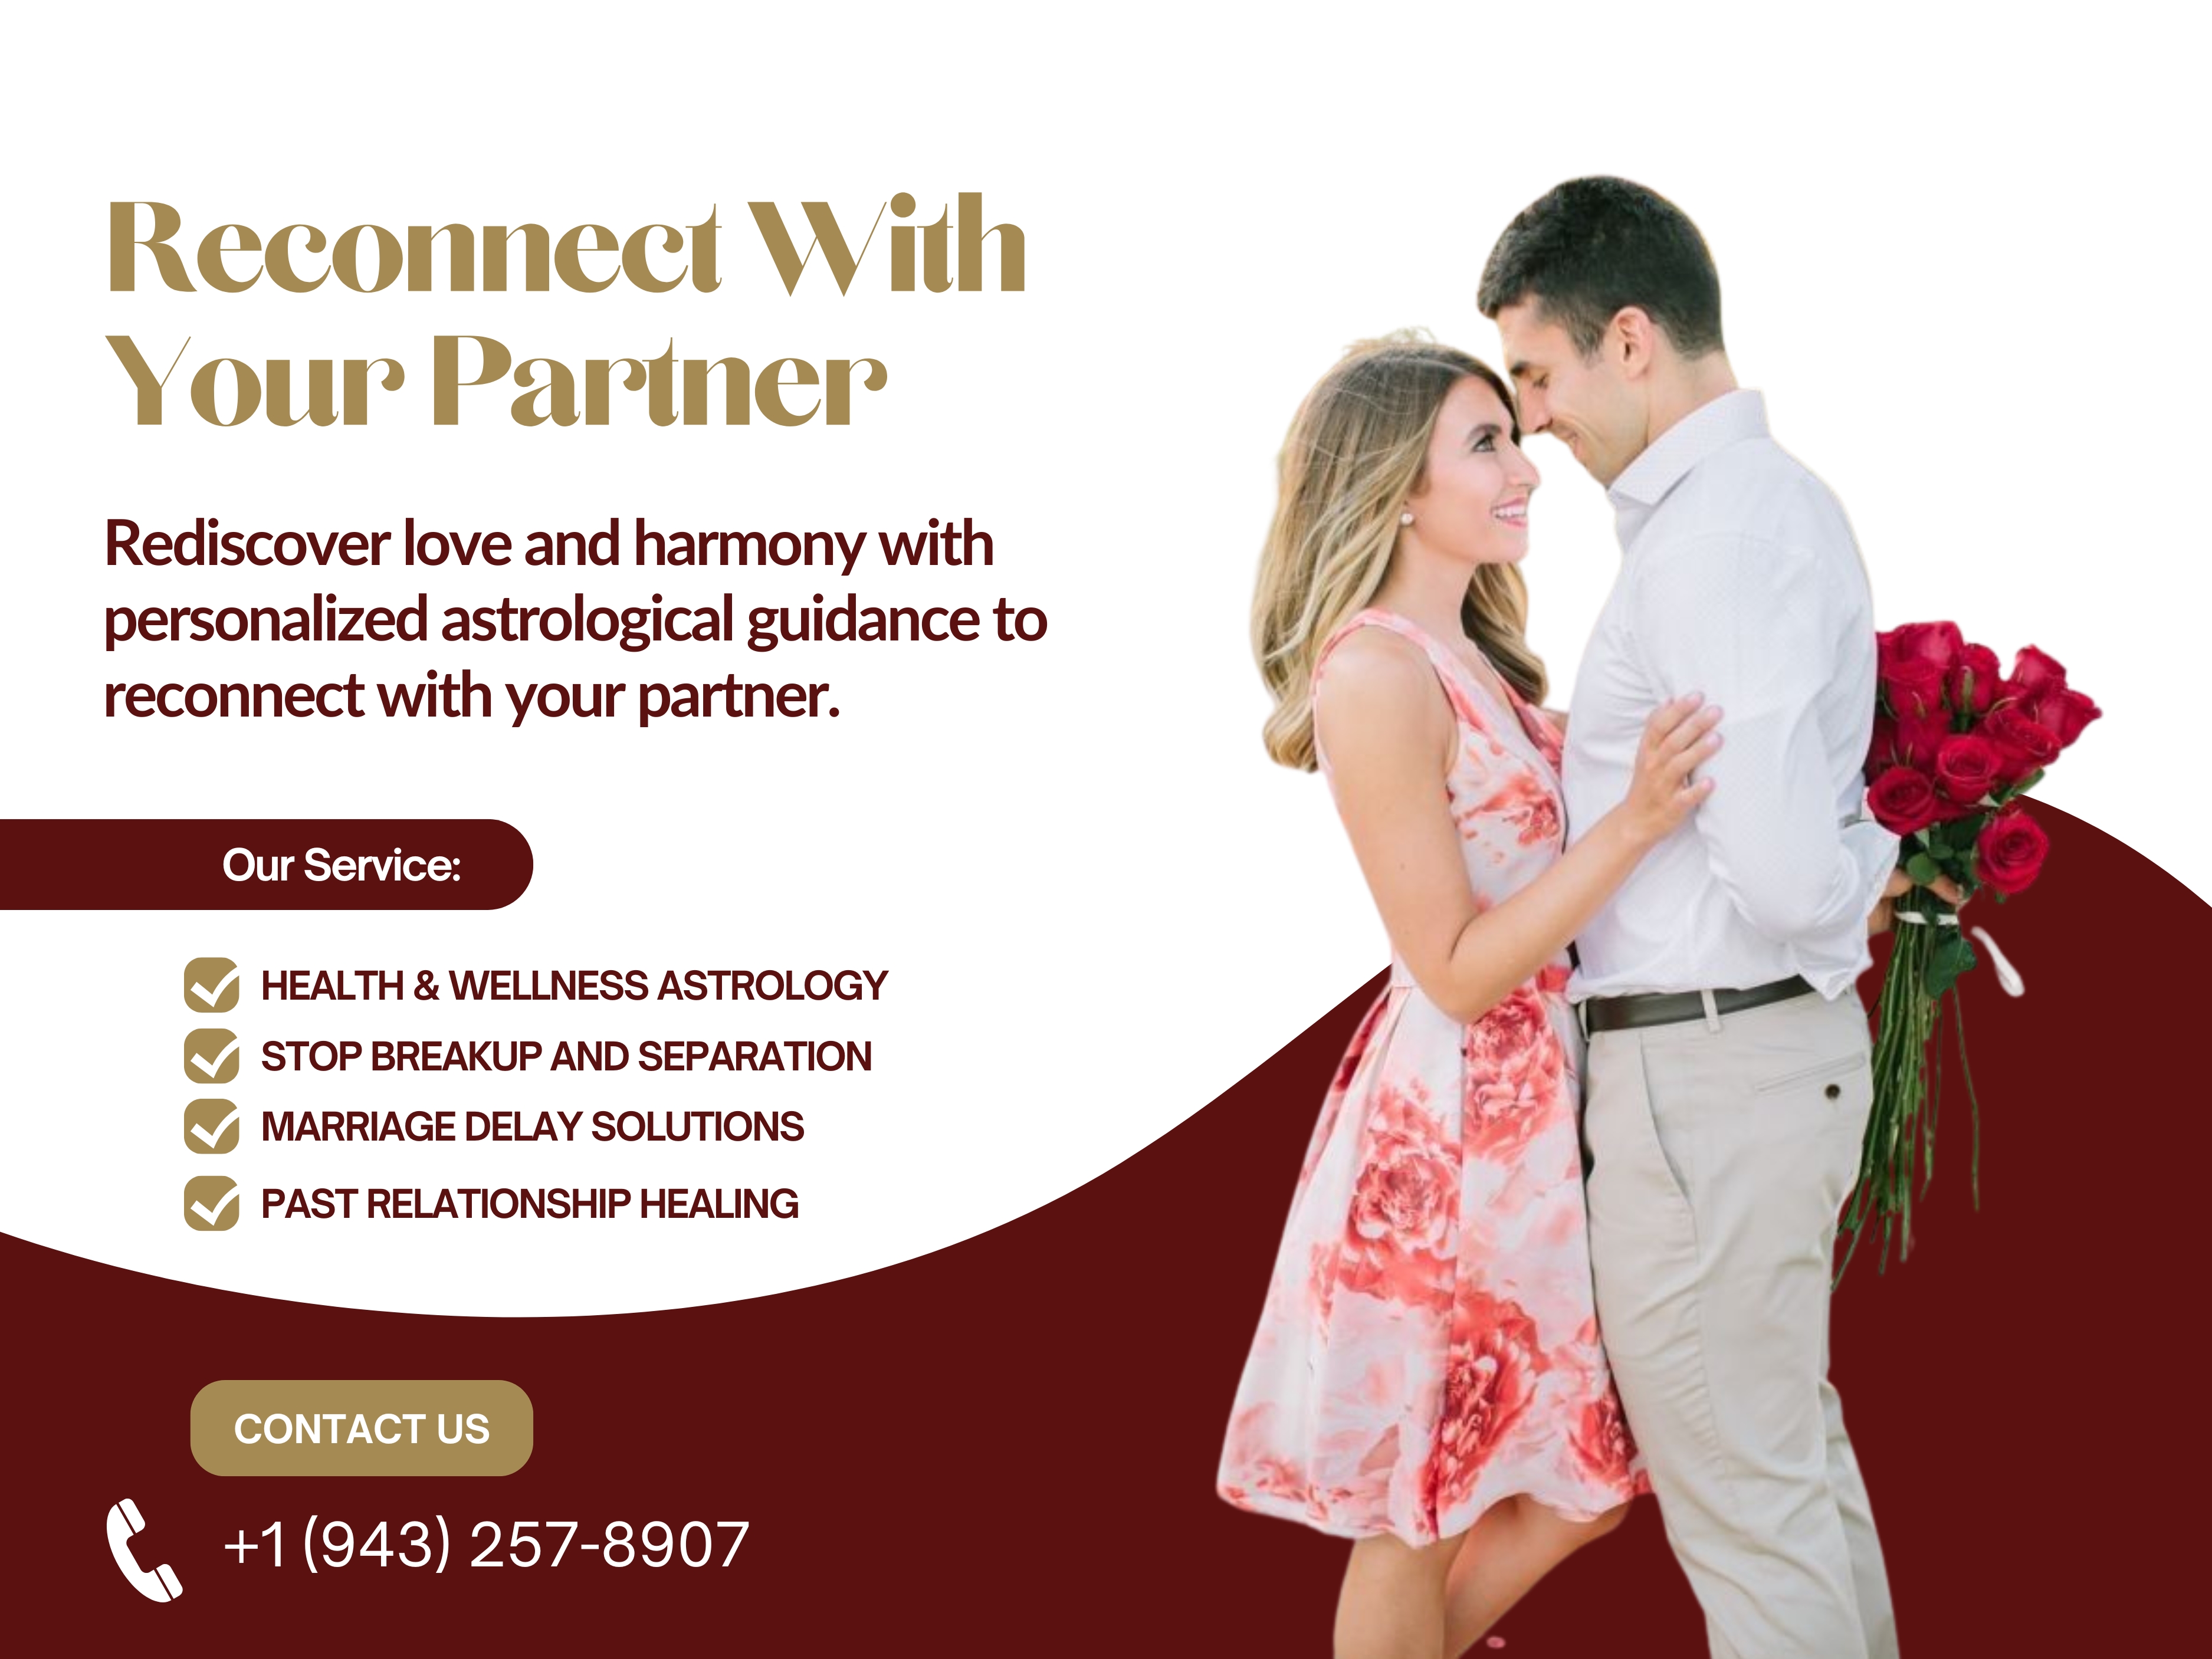 Reconnect With
Your Partner
Rediscover love and harmony with
personalized astrological guidance to
reconnect with your partner.
Our Service:
HEALTH & WELLNESS ASTROLOGY
STOP BREAKUP AND SEPARATION
MARRIAGE DELAY SOLUTIONS
PAST RELATIONSHIP HEALING
CONTACT US
+1 (943) 257-8907